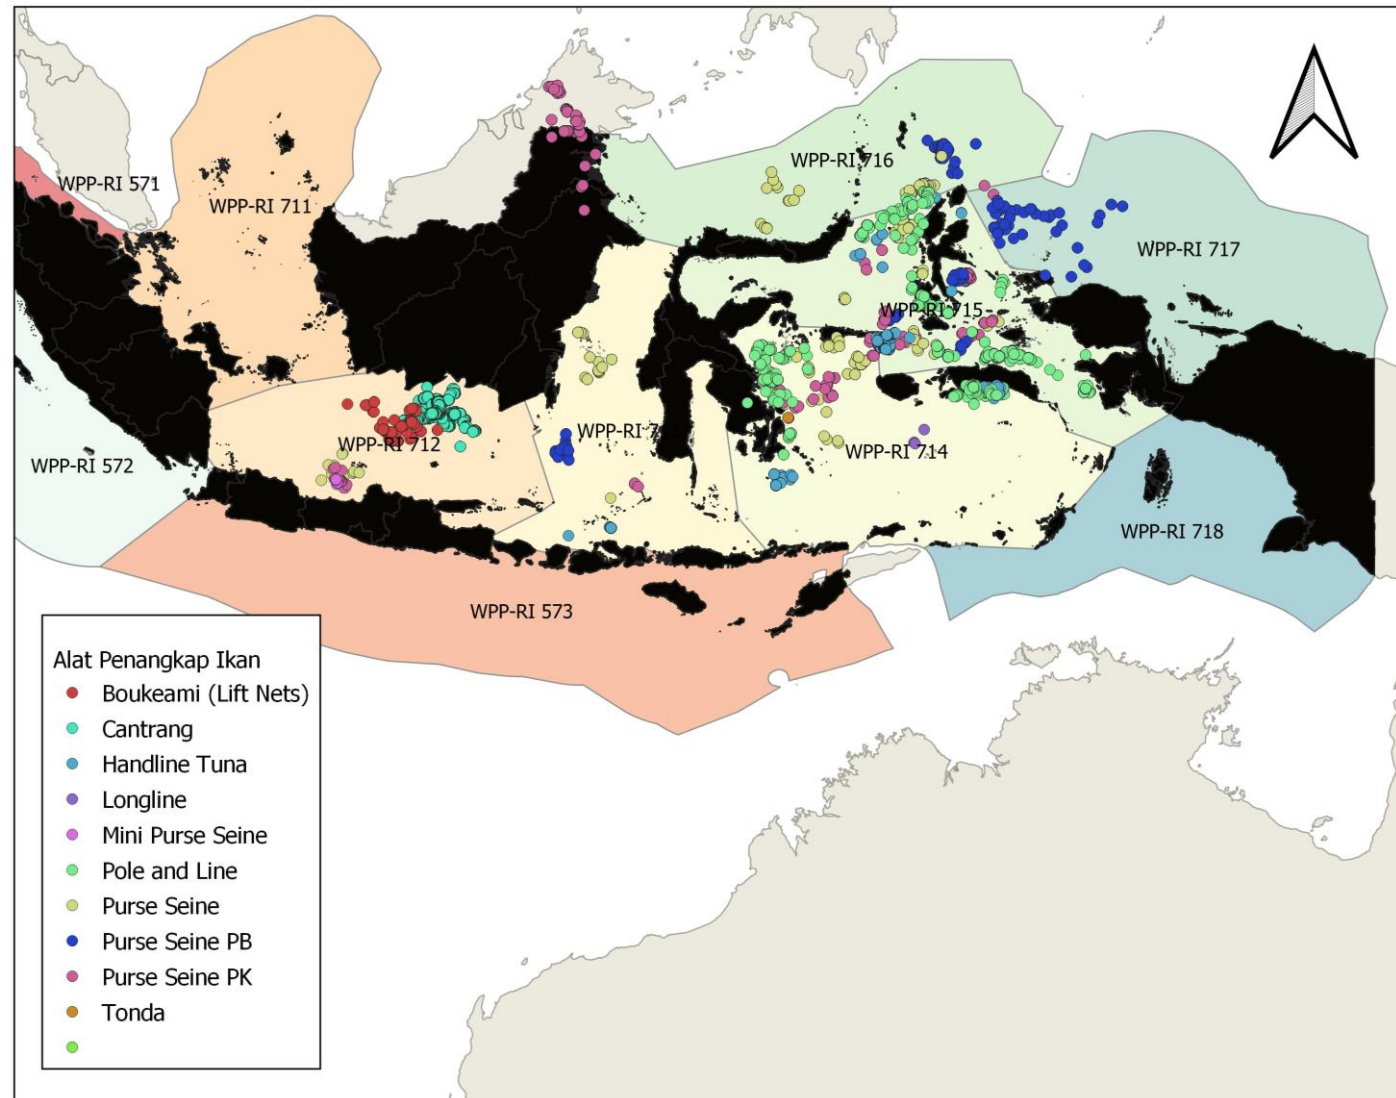 WPP-RI 716
WPP-RI 571
WPP-RI 711
WPP-RI 717
WPP-RI 715
WPP-RI 712
WPP-RI 714
WPP-RI 572
WPP-RI 718
WPP-RI 573
Alat Penangkap Ikan
Boukeami (Lift Nets)
Cantrang
Handline Tuna
Longline
Mini Purse Seine
Pole and Line
Purse Seine
Purse Seine PB
Purse Seine PK
Tonda